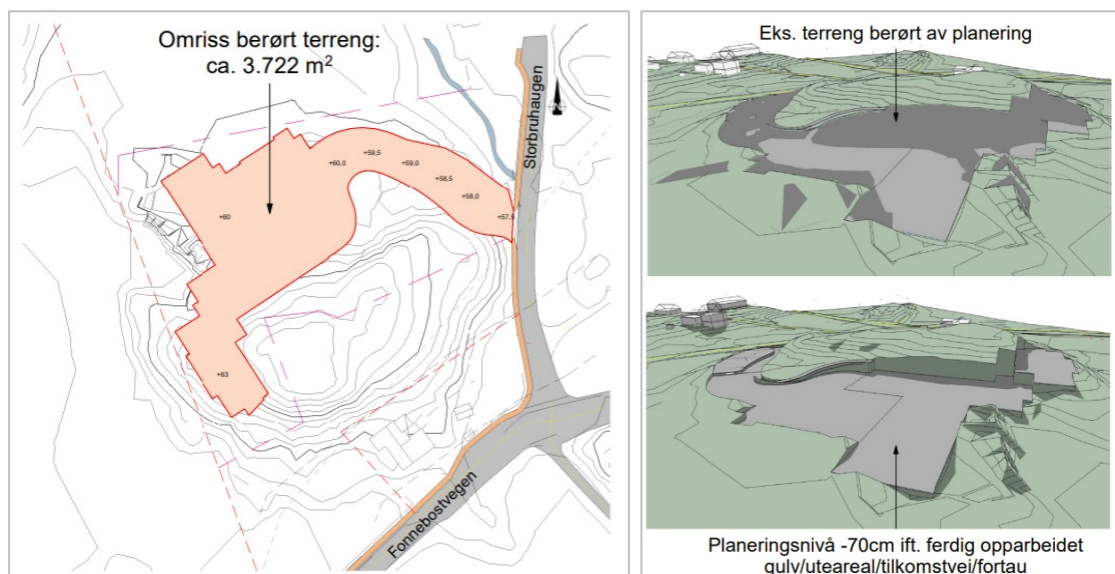 Omriss berørt terreng:
ca. 3.722 m²
Storbruhaugen
+60,0
+59,5
+59,0
+58,5
+58,0
+57,5
+60
+63
Fonnebostvegen
Eks. terreng berørt av planering
Planeringsnivå -70cm ift. ferdig opparbeidet
gulv/uteareal/tilkomstvei/fortau